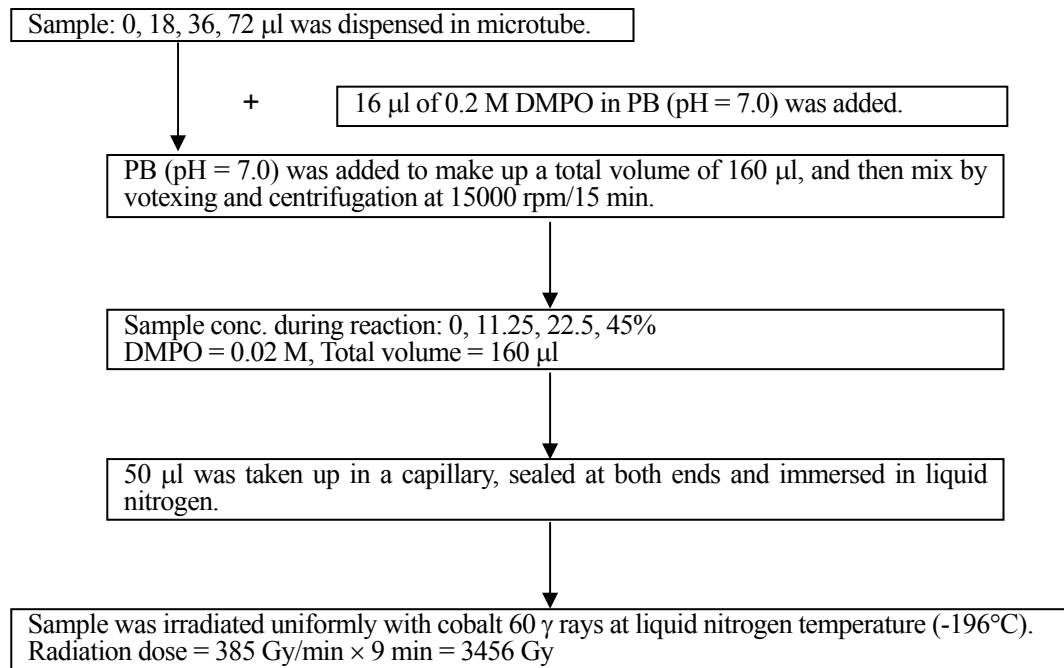 Sample: 0, 18, 36, 72 μl was dispensed in microtube.
+
16 μl of 0.2 M DMPO in PB (pH = 7.0) was added.
PB (pH = 7.0) was added to make up a total volume of 160 μl, and then mix by
votexing and centrifugation at 15000 rpm/15 min.
Sample conc. during reaction: 0, 11.25, 22.5, 45%
DMPO = 0.02 M, Total volume = 160 μl
50 μl was taken up in a capillary, sealed at both ends and immersed in liquid
nitrogen.
Sample was irradiated uniformly with cobalt 60 γ rays at liquid nitrogen temperature (-196°C).
Radiation dose = 385 Gy/min × 9 min = 3456 Gy